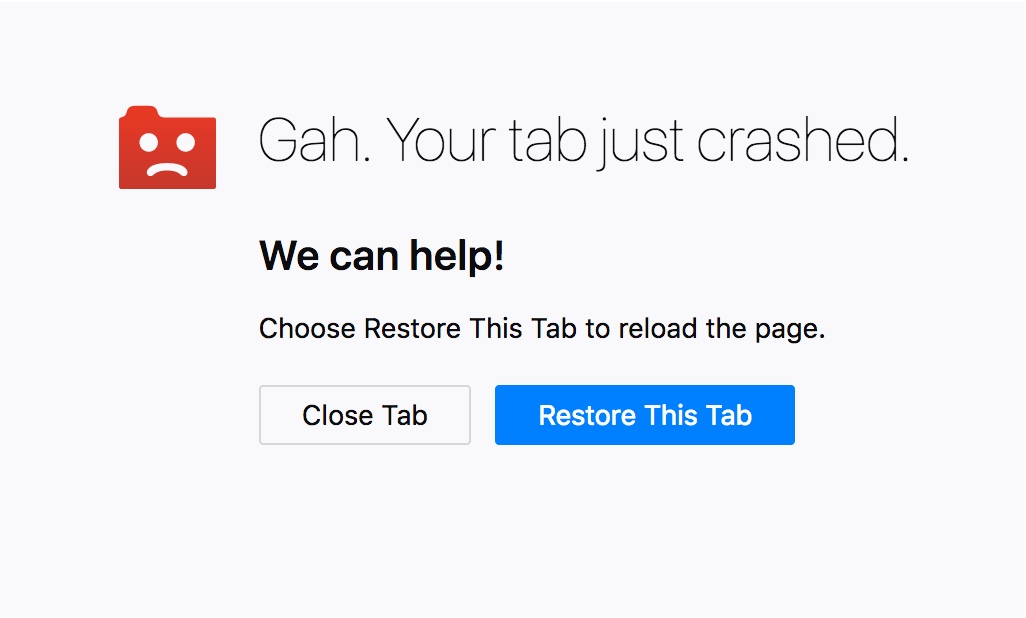 Gah. Your tab just crashed.
We can help!
Choose Restore This Tab to reload the page.
Close Tab
Restore This Tab